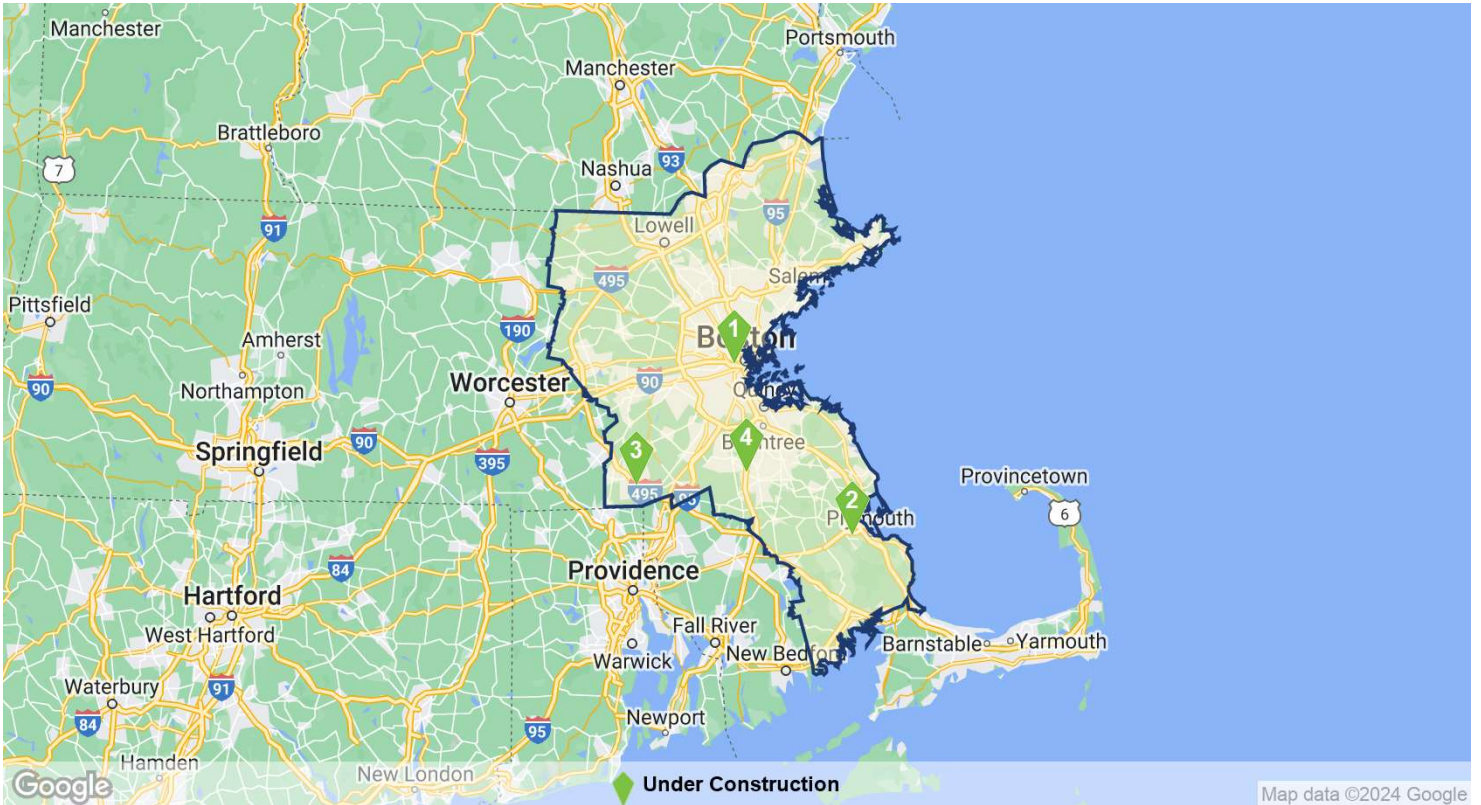 Manchester
Portsmouth
Manchester
Brattleboro
93
7
Nashua
95
91
Lowell
495
Salem
Pittsfield
190
1
Boston
Amherst
Worcester
90
90
Northampton
Quincy
Springfield
90
4
Braintree
395
3
495
95
Provincetown
2
Plymouth
6
84
Providence
Hartford
West Hartford
Fall River
Warwick
New Bedford
Barnstable
Yarmouth
Waterbury
91
84
95
Newport
Hamden
New London
Google
Under Construction
Map data ©2024 Google